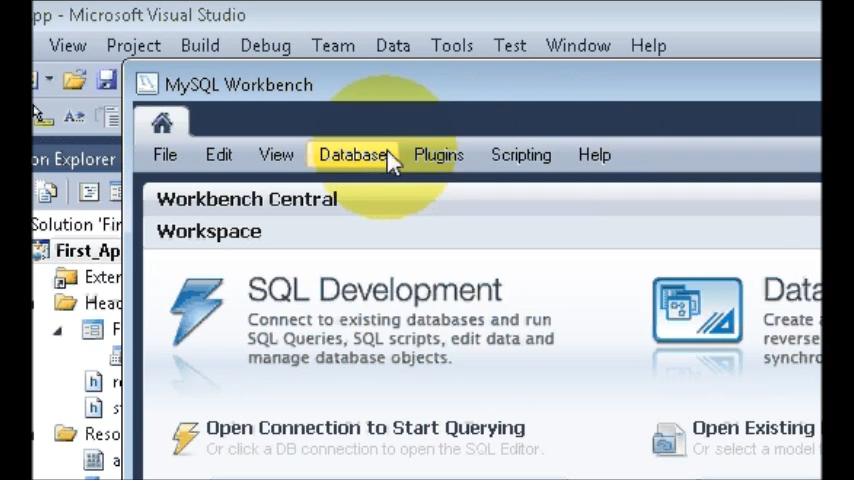 pp - Microsoft Visual Studio
View Project Build Debug Team Data Tools Test Window Help
MySQL Workbench
on Explorer
File Edit View Database Plugins Scripting Help
Workbench Central
Solution 'Fir
Workspace
First_Ap
Exter
SQL Development
Data
Head
Connect to existing databases and run
SQL Queries, SQL scripts, edit data and
manage database objects.
Create a
reverse
synchro
F
Reso
Open Connection to Start Querying
Or click a DB connection to open the SQL Editor.
Open Existing
Or select a model